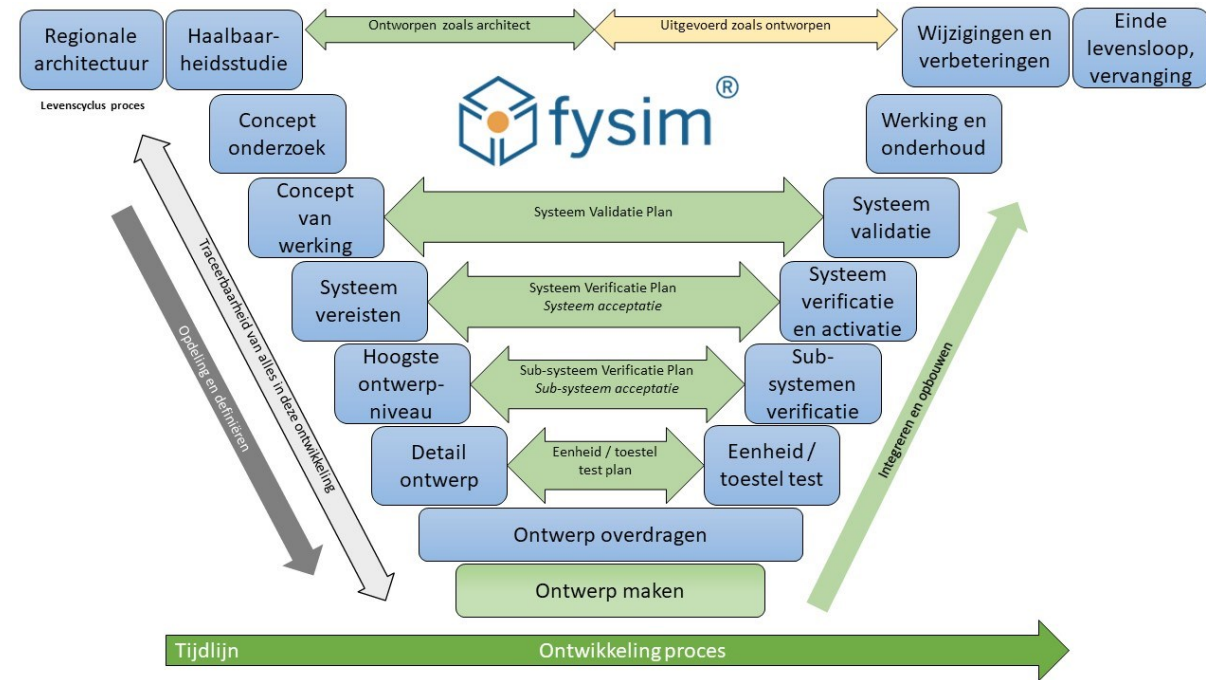 Regionale
architectuur
Haalbaar-
heidsstudie
Ontworpen zoals architect
Uitgevoerd zoals ontworpen
Wijzigingen en
verbeteringen
Einde
levensloop,
vervanging
Levenscyclus proces
fysim®
Concept
onderzoek
Werking en
onderhoud
Concept
van
werking
Systeem Validatie Plan
Systeem
validatie
Systeem
vereisten
Systeem Verificatie Plan
Systeem acceptatie
Systeem
verificatie
en activatie
Hoogste
ontwerp-
niveau
Sub-systeem Verificatie Plan
Sub-systeem acceptatie
Sub-
systemen
verificatie
Detail
ontwerp
Eenheid / toestel
test plan
Eenheid /
toestel test
Opdeling en definiëren
Traceerbaarheid van alles in deze ontwikkeling
Integreren en opbouwen
Ontwerp overdragen
Ontwerp maken
Tijdlijn
Ontwikkeling proces